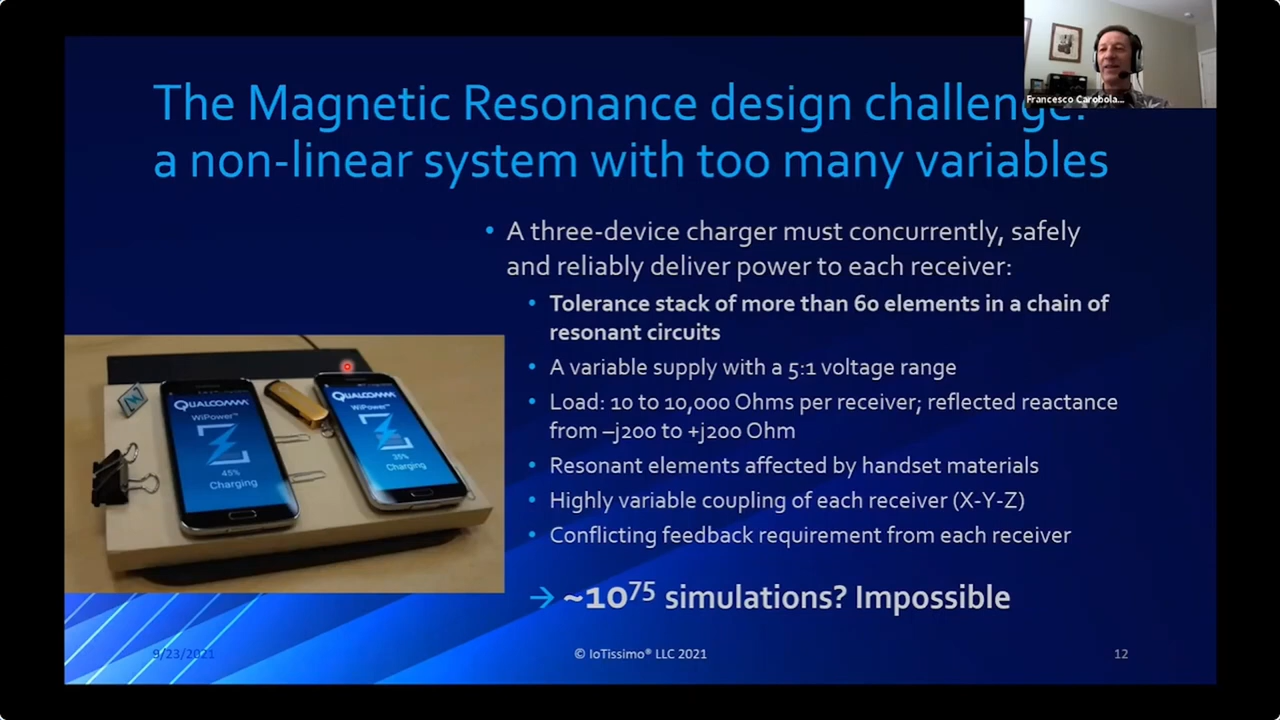 The Magnetic Resonance design challenge:
a non-linear system with too many variables
Francesco Carobola...
• A three-device charger must concurrently, safely
and reliably deliver power to each receiver:
• Tolerance stack of more than 60 elements in a chain of
resonant circuits
• A variable supply with a 5:1 voltage range
• Load: 10 to 10,000 Ohms per receiver; reflected reactance
from –j200 to +j200 Ohm
• Resonant elements affected by handset materials
• Highly variable coupling of each receiver (X-Y-Z)
• Conflicting feedback requirement from each receiver
→ ~10⁷⁵ simulations? Impossible
QUALCOMM
WiPower™
45%
Charging
QUALCOMM
WiPower™
Charging
9/23/2021
© IoTissimo® LLC 2021
12